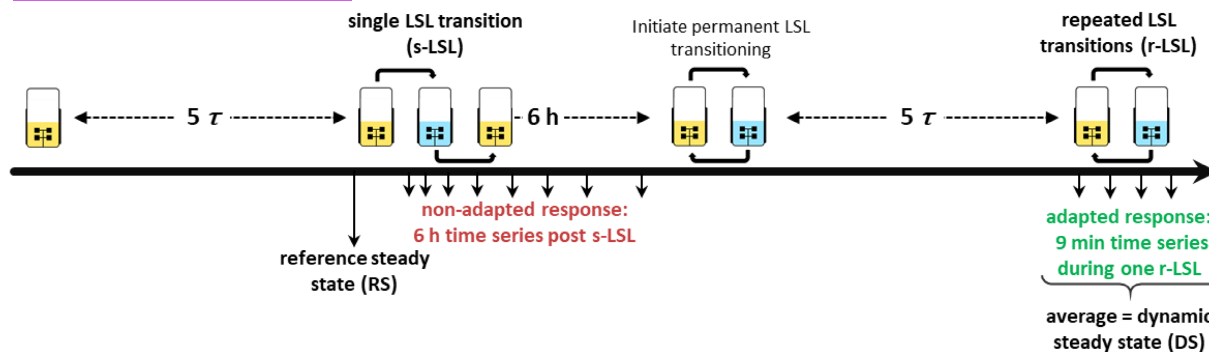 single LSL transition
(s-LSL)
Initiate permanent LSL
transitioning
repeated LSL
transitions (r-LSL)
5 τ
6 h
5 τ
non-adapted response:
6 h time series post s-LSL
reference steady
state (RS)
adapted response:
9 min time series
during one r-LSL
average = dynamic
steady state (DS)